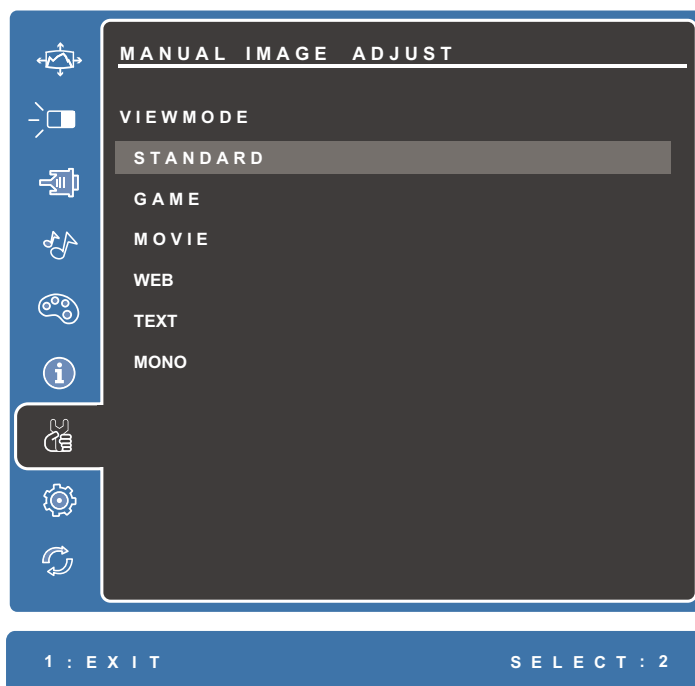 MANUAL IMAGE ADJUST
VIEWMODE
STANDARD
GAME
MOVIE
WEB
TEXT
MONO
1:EXIT SELECT:2